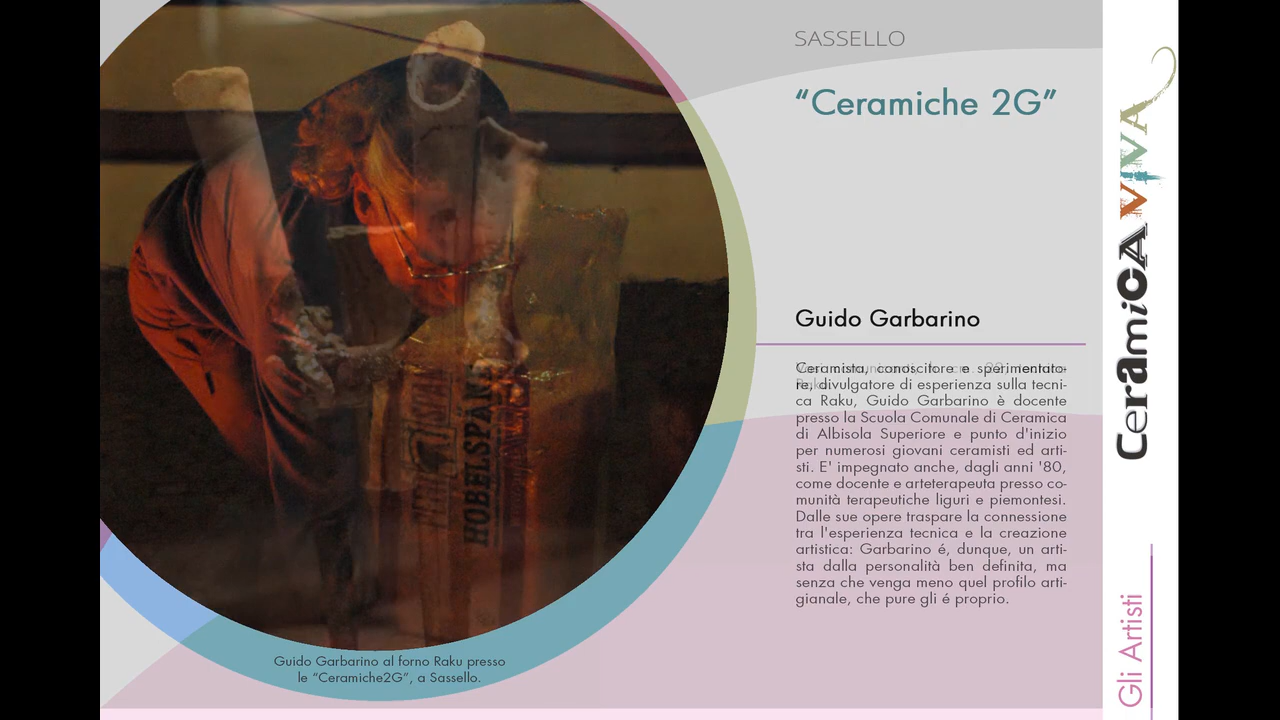 SASSELLO
“Ceramiche 2G”
Guido Garbarino
Ceramista, conoscitore e sperimentato-
re, divulgatore di esperienza sulla tecni-
ca Raku, Guido Garbarino è docente
presso la Scuola Comunale di Ceramica
di Albisola Superiore e punto d'inizio
per numerosi giovani ceramisti ed arti-
sti. E' impegnato anche, dagli anni '80,
come docente e arteterapeuta presso co-
munità terapeutiche liguri e piemontesi.
Dalle sue opere traspare la connessione
tra l'esperienza tecnica e la creazione
artistica: Garbarino é, dunque, un arti-
sta dalla personalità ben definita, ma
senza che venga meno quel profilo arti-
gianale, che pure gli é proprio.
HOBELSPAN
Guido Garbarino al forno Raku presso
le “Ceramiche2G”, a Sassello.
CeramicA VIVA
Gli Artisti